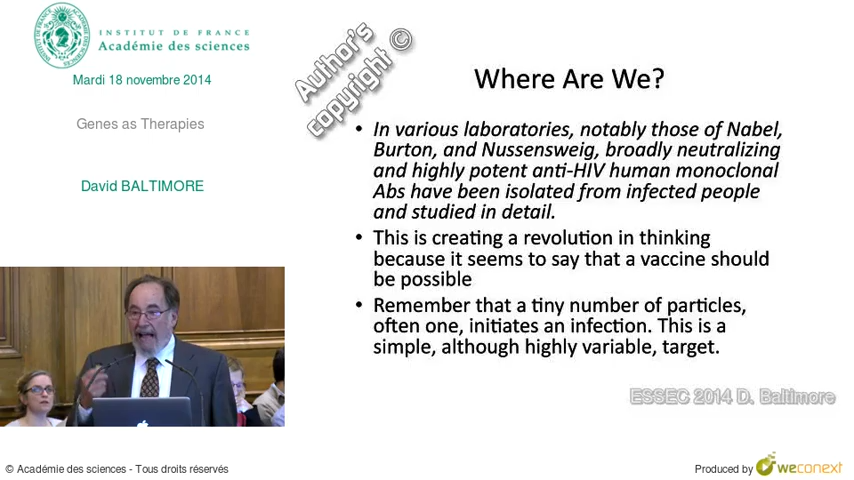 INSTITUT DE FRANCE
Académie des sciences
Mardi 18 novembre 2014
Genes as Therapies
David BALTIMORE
Author's
copyright ©
Where Are We?
• In various laboratories, notably those of Nabel,
Burton, and Nussensweig, broadly neutralizing
and highly potent anti-HIV human monoclonal
Abs have been isolated from infected people
and studied in detail.
• This is creating a revolution in thinking
because it seems to say that a vaccine should
be possible
• Remember that a tiny number of particles,
often one, initiates an infection. This is a
simple, although highly variable, target.
ESSEC 2014 D. Baltimore
© Académie des sciences - Tous droits réservés
Produced by weconext